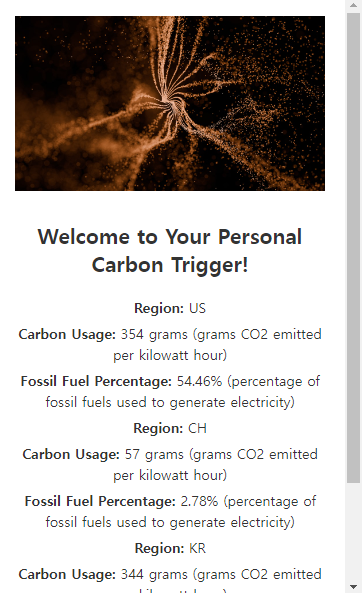 Welcome to Your Personal
Carbon Trigger!
Region: US
Carbon Usage: 354 grams (grams CO2 emitted
per kilowatt hour)
Fossil Fuel Percentage: 54.46% (percentage of
fossil fuels used to generate electricity)
Region: CH
Carbon Usage: 57 grams (grams CO2 emitted
per kilowatt hour)
Fossil Fuel Percentage: 2.78% (percentage of
fossil fuels used to generate electricity)
Region: KR
Carbon Usage: 344 grams (grams CO2 emitted